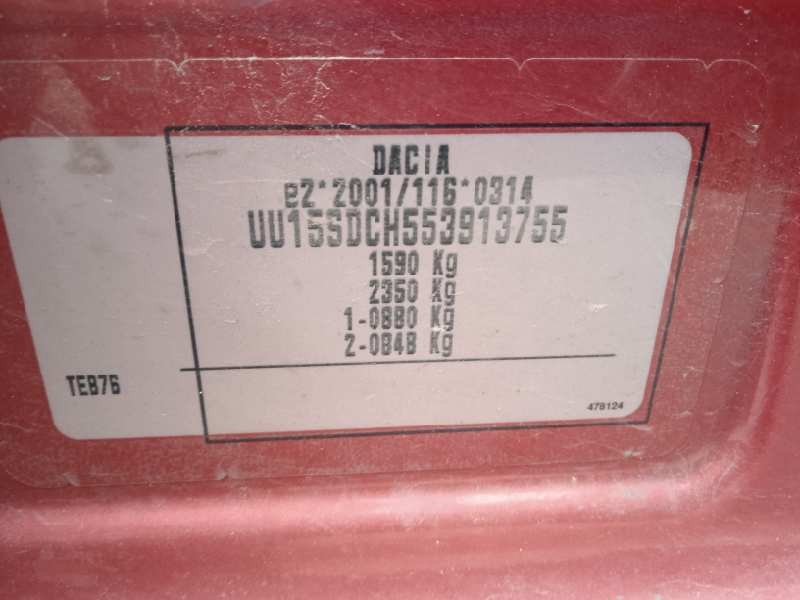 DACIA
e2*2001/116*0314
UU15SDCH553913755
1590 Kg
2350 Kg
1-0880 Kg
2-0848 Kg
TEB76
478124